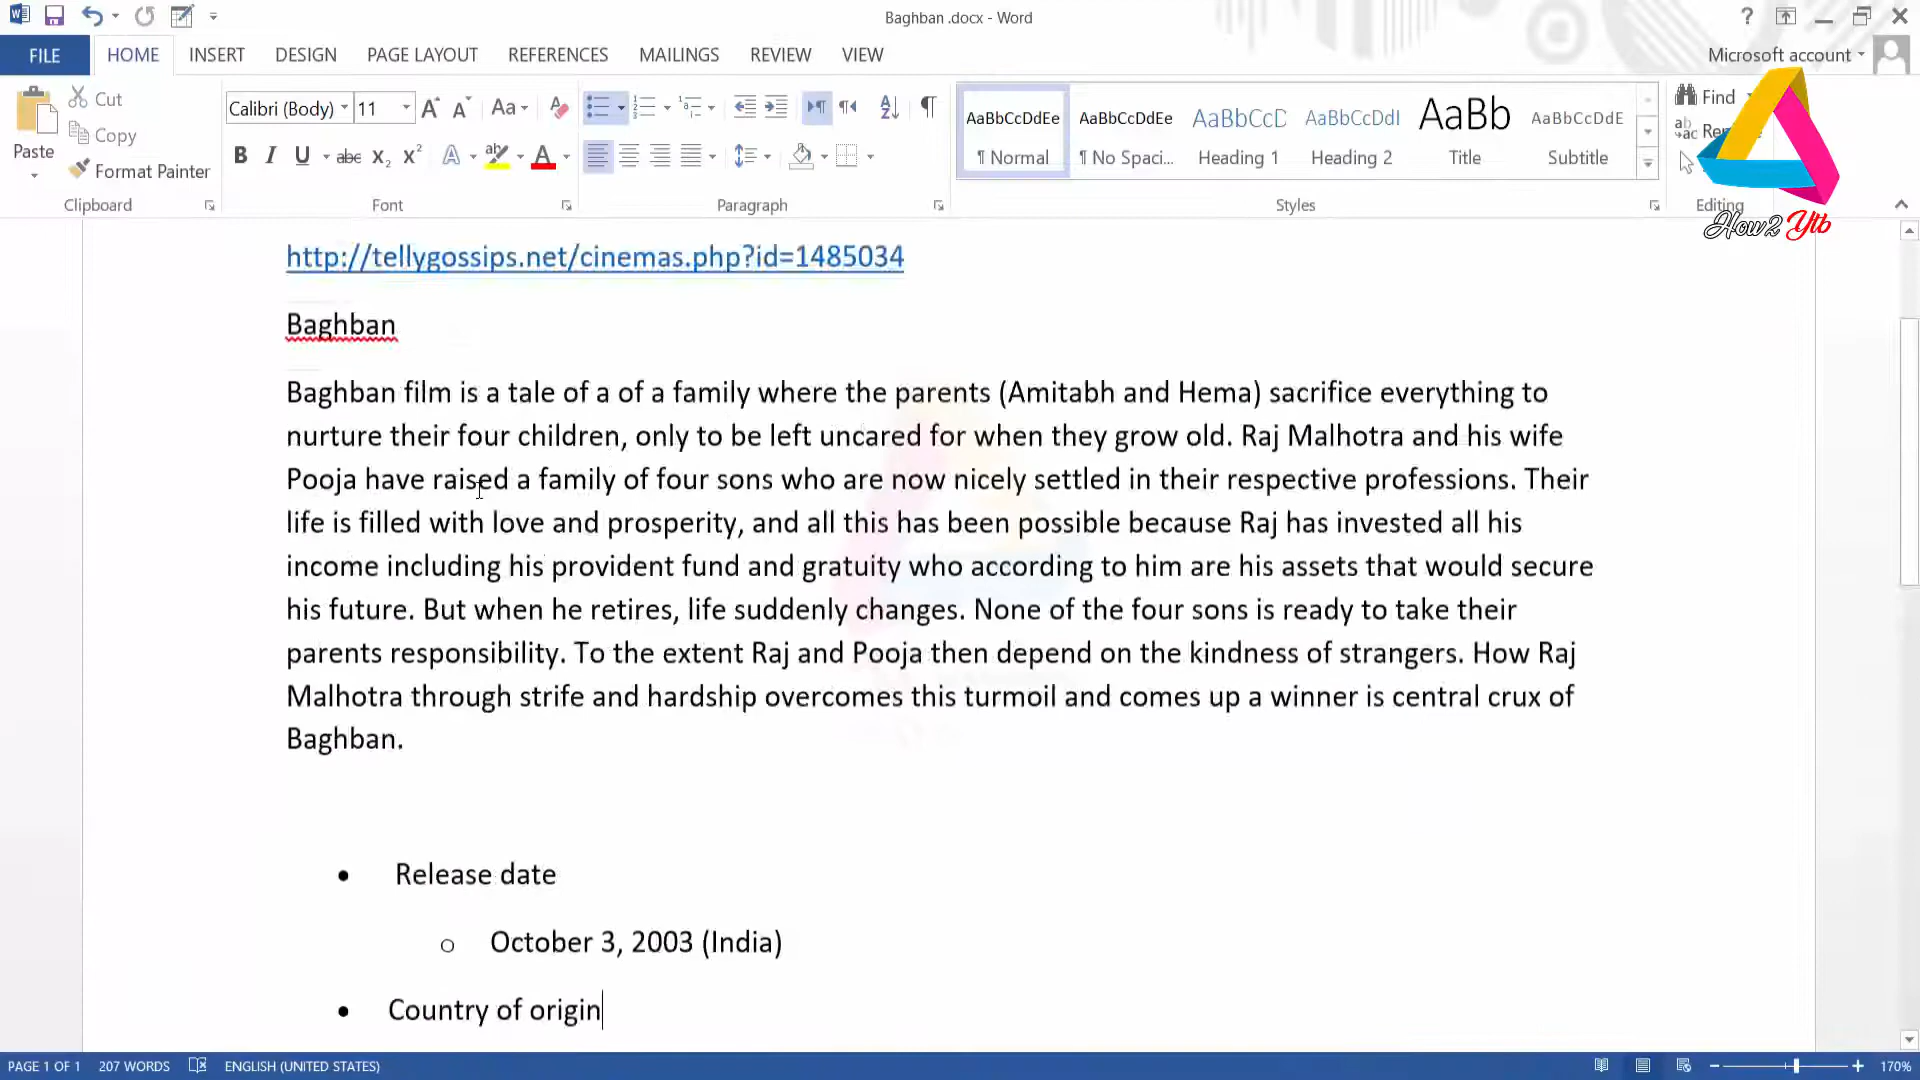 Baghban .docx - Word
?
FILE
HOME
INSERT
DESIGN
PAGE LAYOUT
REFERENCES
MAILINGS
REVIEW
VIEW
Microsoft account
Paste
Cut
Copy
Format Painter
Clipboard
Calibri (Body)
11
Font
Paragraph
AaBbCcDdEe
¶ Normal
AaBbCcDdEe
¶ No Spaci...
AaBbCcD
Heading 1
AaBbCcDdI
Heading 2
AaBb
Title
AaBbCcDdE
Subtitle
Styles
Find
Editing
How2 Ytb
http://tellygossips.net/cinemas.php?id=1485034
Baghban
Baghban film is a tale of a of a family where the parents (Amitabh and Hema) sacrifice everything to
nurture their four children, only to be left uncared for when they grow old. Raj Malhotra and his wife
Pooja have raised a family of four sons who are now nicely settled in their respective professions. Their
life is filled with love and prosperity, and all this has been possible because Raj has invested all his
income including his provident fund and gratuity who according to him are his assets that would secure
his future. But when he retires, life suddenly changes. None of the four sons is ready to take their
parents responsibility. To the extent Raj and Pooja then depend on the kindness of strangers. How Raj
Malhotra through strife and hardship overcomes this turmoil and comes up a winner is central crux of
Baghban.
• Release date
o October 3, 2003 (India)
• Country of origin
PAGE 1 OF 1
207 WORDS
ENGLISH (UNITED STATES)
170%